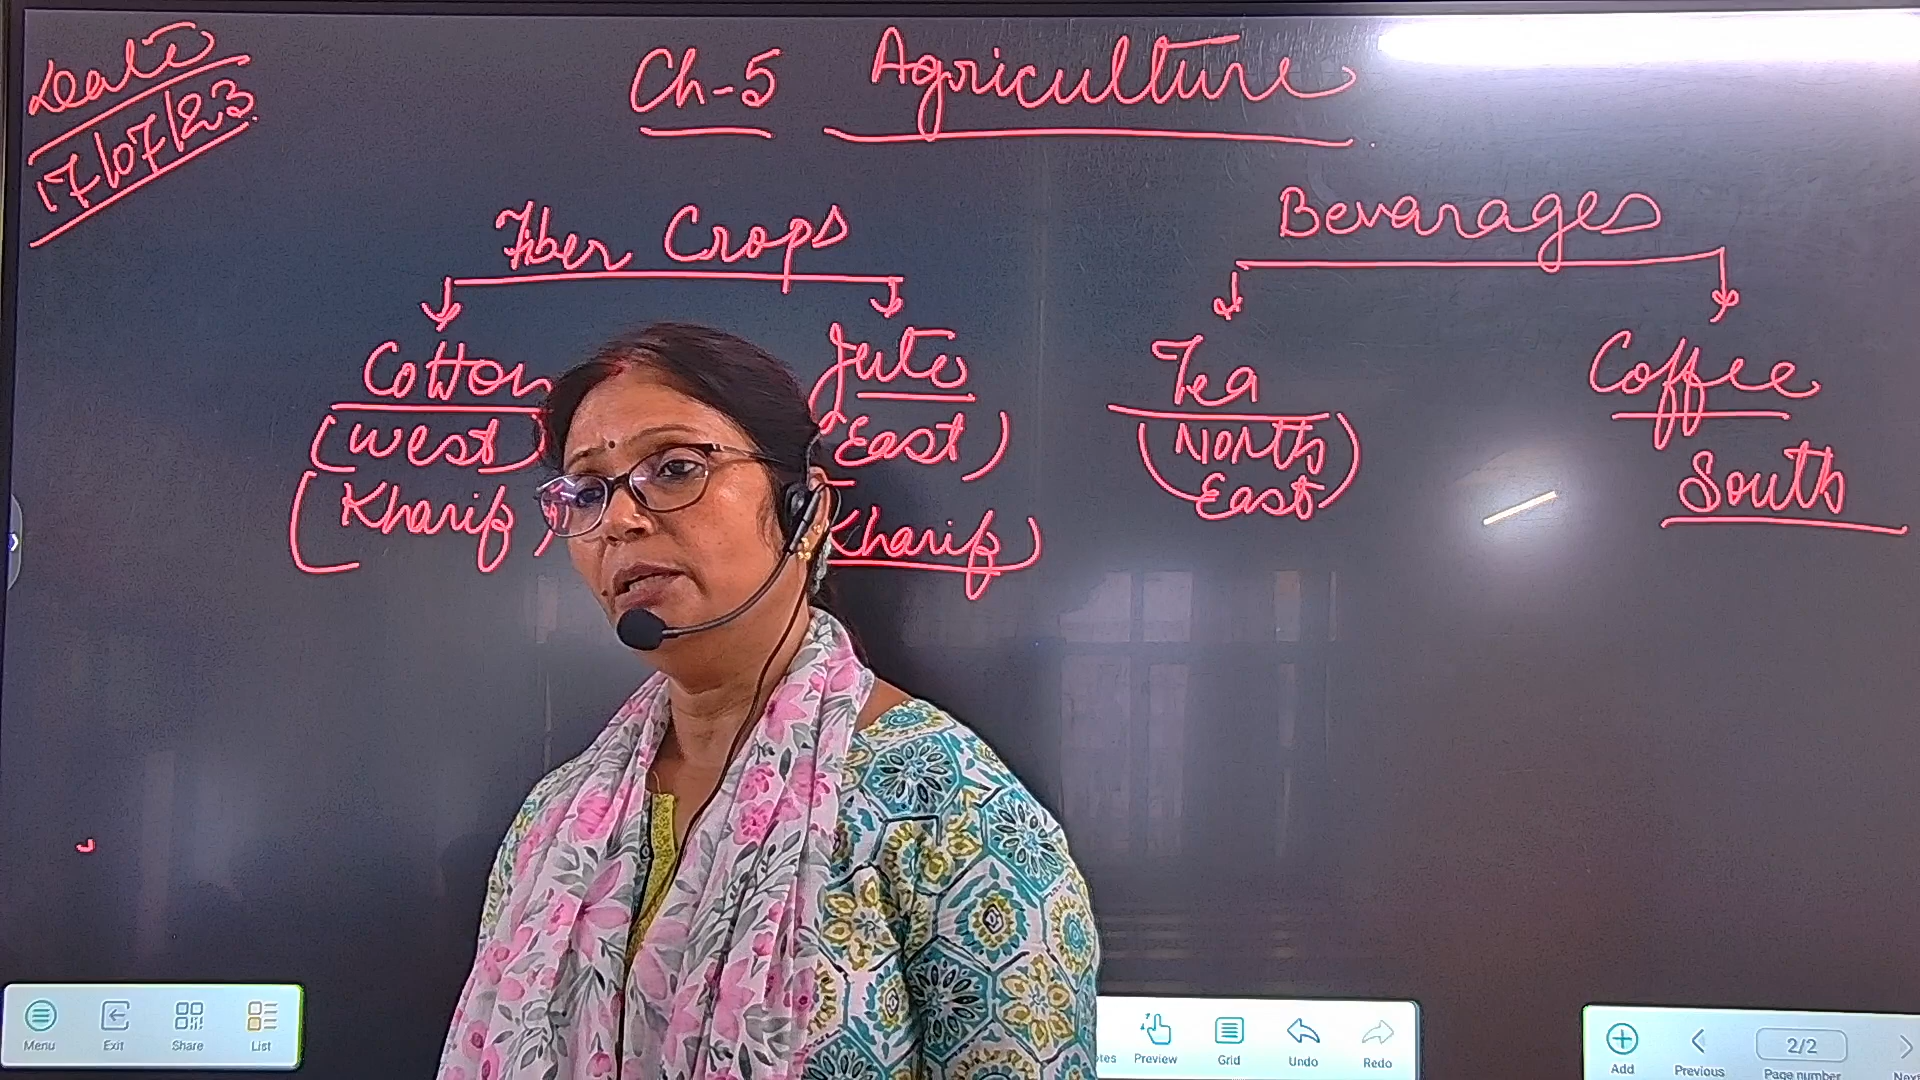 Date
17/07/23
Ch-5 Agriculture
Fiber Crops
Bevarages
Cotton
Jute
Tea
Coffee
(West)
East)
(North
East)
South
(Kharif)
Kharif)
Menu
Exit
Share
List
Preview
Grid
Undo
Redo
Add
Previous
2/2
Page number